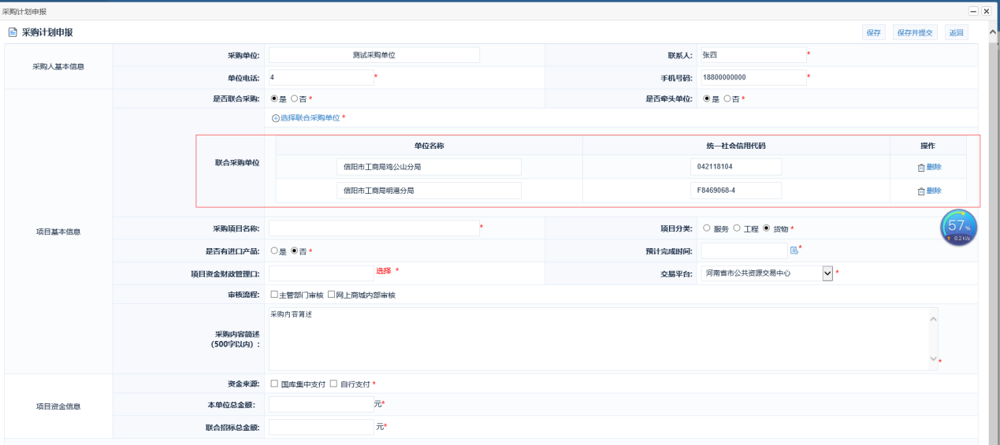 采购计划申报
采购计划申报
保存 保存并提交 返回
采购人基本信息
采购单位: 测试采购单位 联系人: 张四 *
单位电话: 4 * 手机号码: 18800000000 *
项目基本信息
是否联合采购: 是 否 * 是否牵头单位: 是 否 *
选择联合采购单位 *
联合采购单位
单位名称 统一社会信用代码 操作
信阳市工商局鸡公山分局 042118104 删除
信阳市工商局明港分局 F8469068-4 删除
采购项目名称: * 项目分类: 服务 工程 货物 *
57%
8.2 K/s
是否有进口产品: 是 否 * 预计完成时间: *
项目资金财政管理口: 选择 * 交易平台: 河南省市公共资源交易中心 *
审核流程: 主管部门审核 网上商城内部审核
采购内容简述
(500字以内) :
采购内容简述
*
项目资金信息
资金来源: 国库集中支付 自行支付 *
本单位总金额: 元*
联合招标总金额: 元*